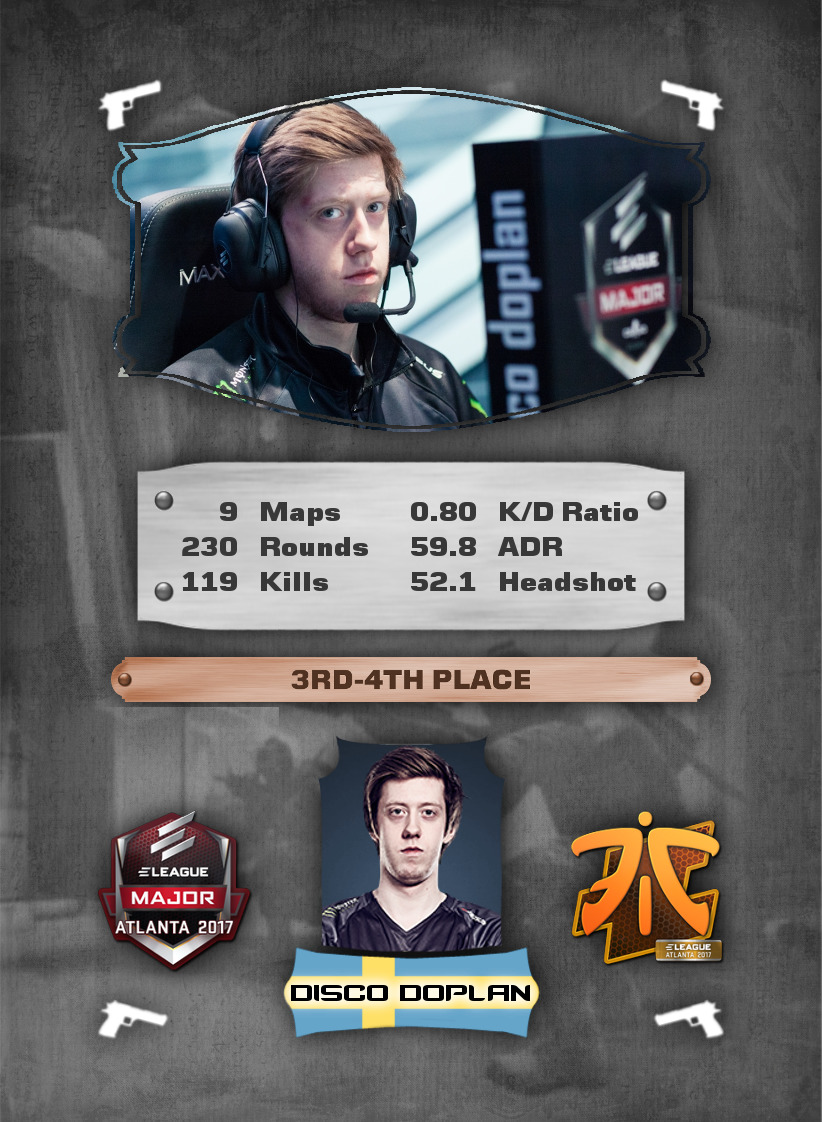 MAX
disco doplan
ELEAGUE
MAJOR
9 Maps 0.80 K/D Ratio
230 Rounds 59.8 ADR
119 Kills 52.1 Headshot
3RD-4TH PLACE
ELEAGUE
MAJOR
ATLANTA 2017
ELEAGUE
ATLANTA 2017
DISCO DOPLAN